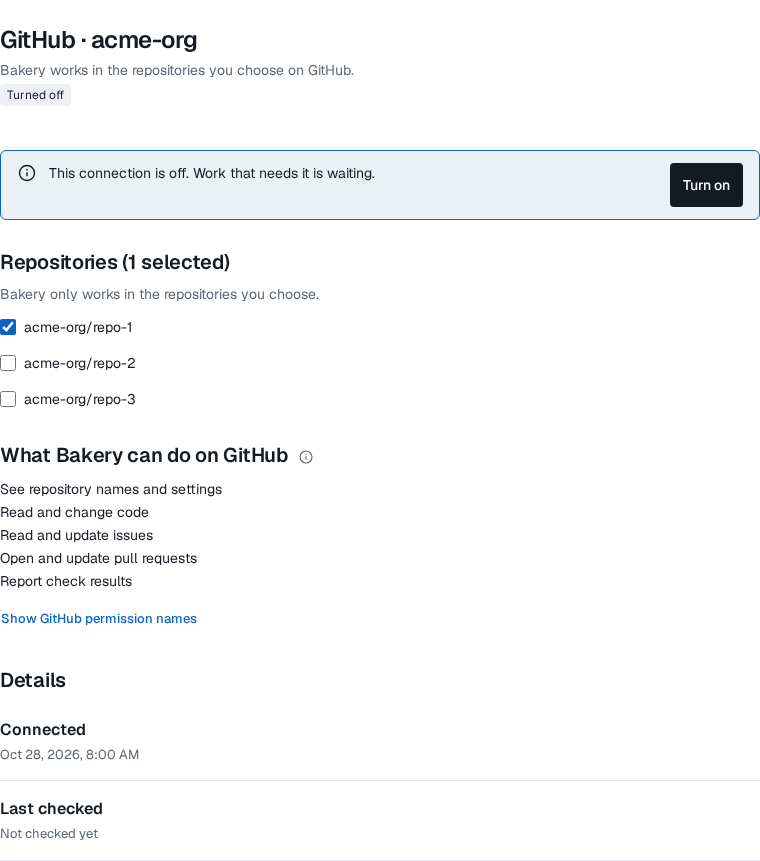 GitHub · acme-org
Bakery works in the repositories you choose on GitHub.
Turned off
This connection is off. Work that needs it is waiting.
Turn on
Repositories (1 selected)
Bakery only works in the repositories you choose.
acme-org/repo-1
acme-org/repo-2
acme-org/repo-3
What Bakery can do on GitHub
See repository names and settings
Read and change code
Read and update issues
Open and update pull requests
Report check results
Show GitHub permission names
Details
Connected
Oct 28, 2026, 8:00 AM
Last checked
Not checked yet